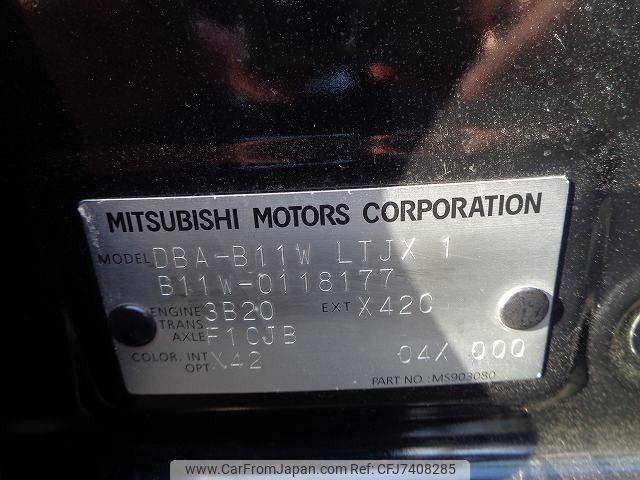 MITSUBISHI MOTORS CORPORATION
MODEL DBA-B11W LTJX 1
B11W-0118177
ENGINE 3B20 EXT X42C
TRANS
AXLE F1CJB
COLOR, INT X42 04X 000
OPT
PART NO : MS903080
www.CarFromJapan.com - CFJ7408285